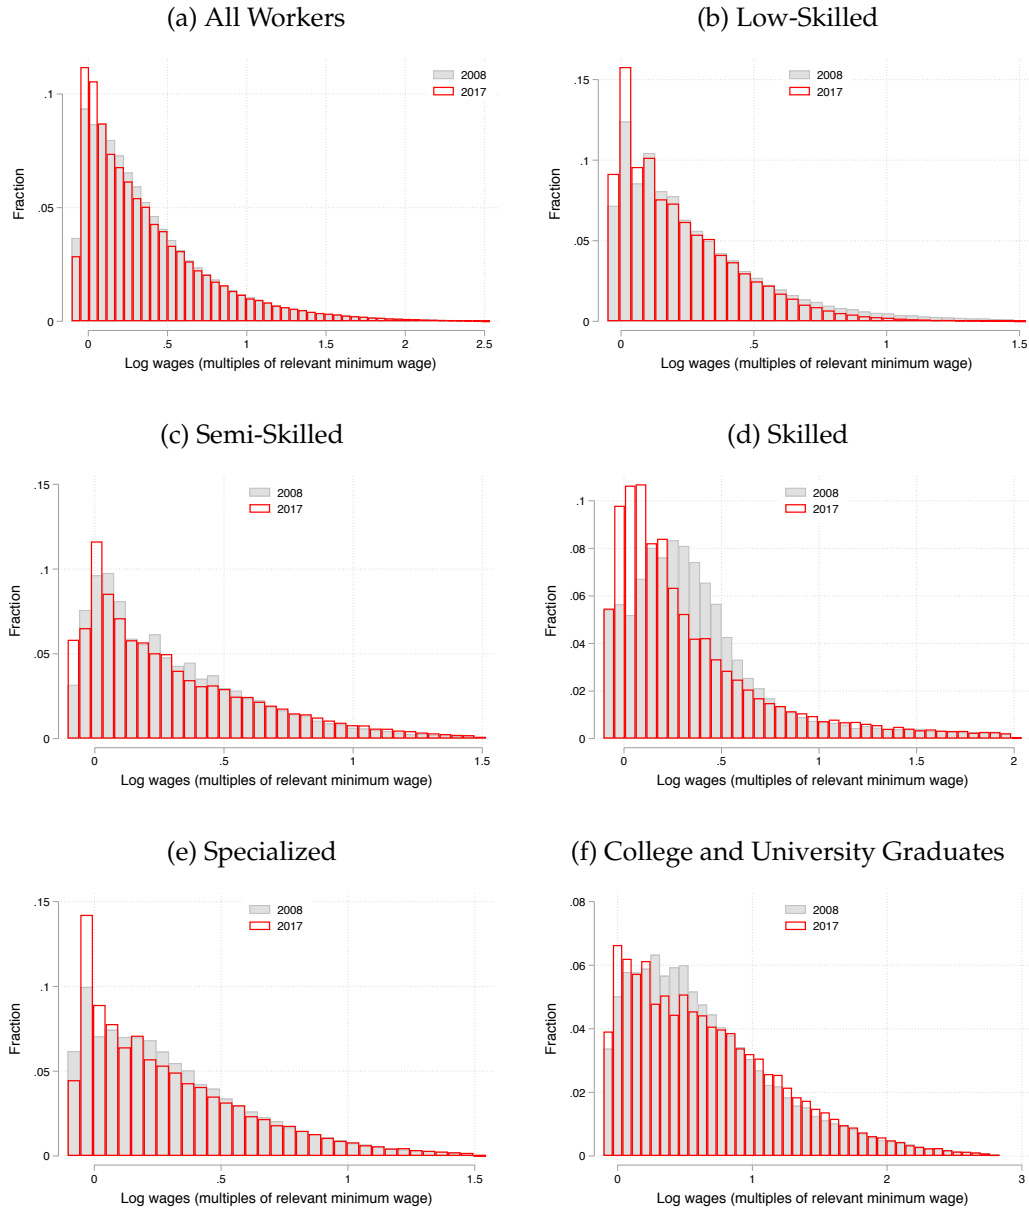 (a) All Workers
2008
2017
.1
.05
0
Fraction
0 .5 1 1.5 2 2.5
Log wages (multiples of relevant minimum wage)
(b) Low-Skilled
2008
2017
.15
.1
.05
0
Fraction
0 .5 1 1.5
Log wages (multiples of relevant minimum wage)
(c) Semi-Skilled
2008
2017
.15
.1
.05
0
Fraction
0 .5 1 1.5
Log wages (multiples of relevant minimum wage)
(d) Skilled
2008
2017
.1
.08
.06
.04
.02
0
Fraction
0 .5 1 1.5 2
Log wages (multiples of relevant minimum wage)
(e) Specialized
2008
2017
.15
.1
.05
0
Fraction
0 .5 1 1.5
Log wages (multiples of relevant minimum wage)
(f) College and University Graduates
2008
2017
.08
.06
.04
.02
0
Fraction
0 1 2 3
Log wages (multiples of relevant minimum wage)